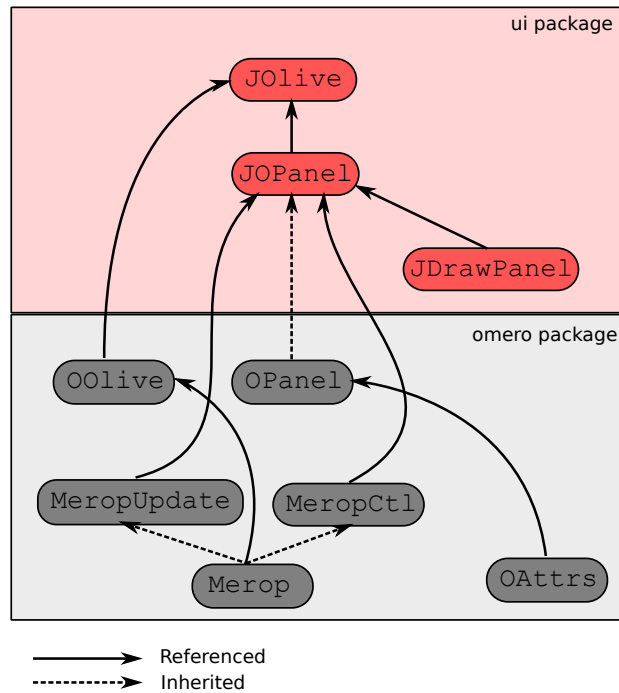 ui package
JOlive
JOPanel
JDrawPanel
omero package
OOlive
OPanel
MeropUpdate
MeropCtl
Merop
OAttrs
Referenced
Inherited